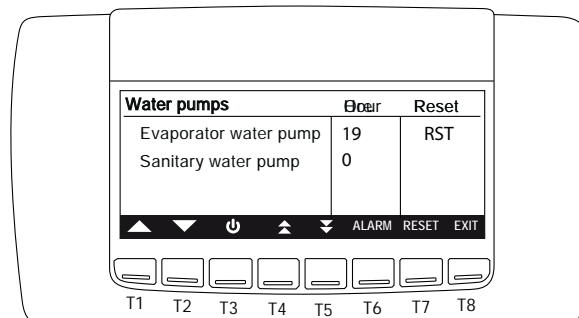 Water pumps Hour Reset
Evaporator water pump 19 RST
Sanitary water pump 0
ALARM RESET EXIT
T1 T2 T3 T4 T5 T6 T7 T8